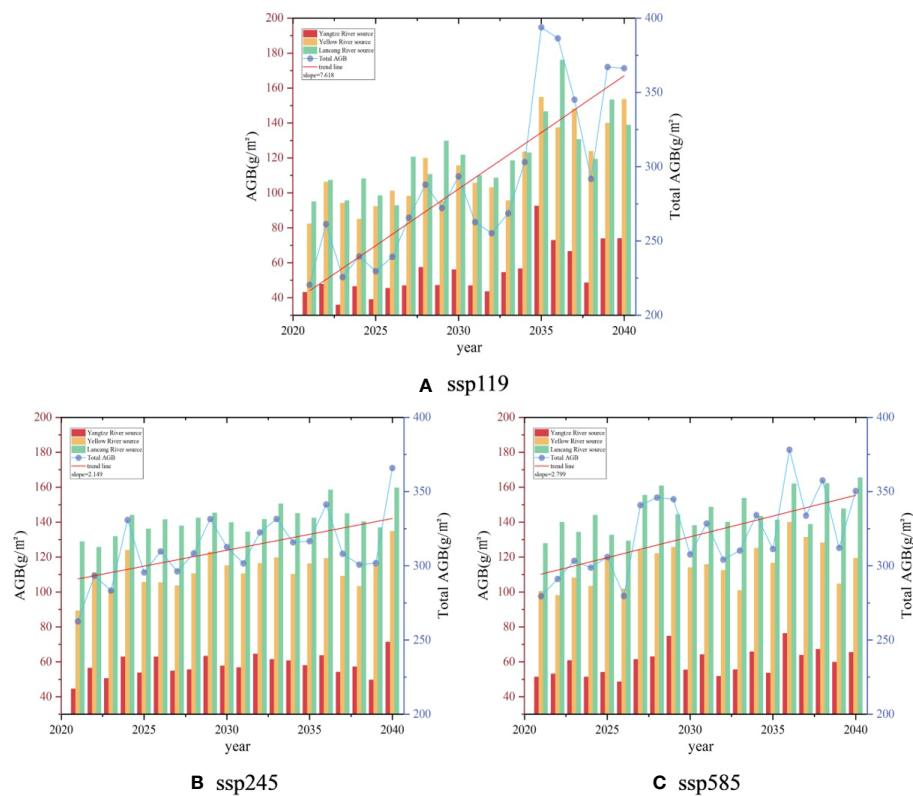 AGB(g/m²)
200
180
160
140
120
100
80
60
40
Yangtze River source
Yellow River source
Lancang River source
Total AGB
trend line
slope=7.618
400
350
300
250
200
Total AGB(g/m²)
2020 2025 2030 2035 2040
year
A ssp119
AGB(g/m²)
200
180
160
140
120
100
80
60
40
Yangtze River source
Yellow River source
Lancang River source
Total AGB
trend line
slope=2.149
400
350
300
250
200
Total AGB(g/m²)
2020 2025 2030 2035 2040
year
B ssp245
AGB(g/m²)
200
180
160
140
120
100
80
60
40
Yangtze River source
Yellow River source
Lancang River source
Total AGB
trend line
slope=2.799
400
350
300
250
200
Total AGB(g/m²)
2020 2025 2030 2035 2040
year
C ssp585